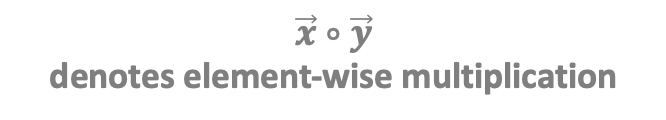 x⃗ ∘ y⃗
denotes element-wise multiplication